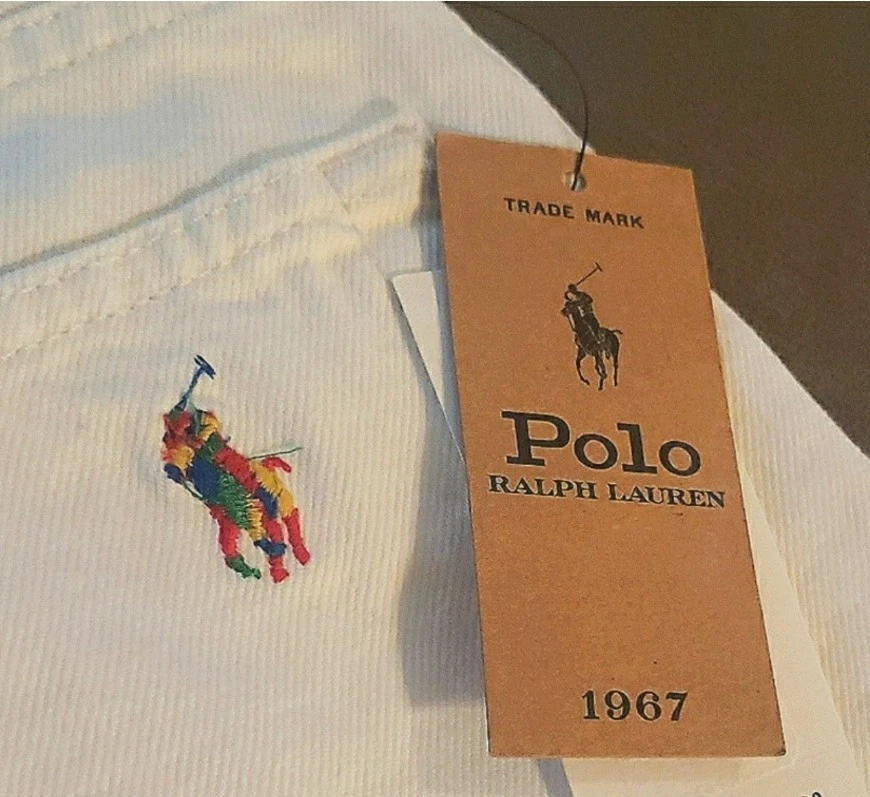 TRADE MARK
Polo
RALPH LAUREN
1967